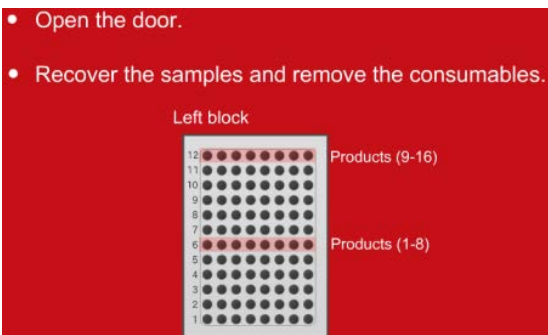 Open the door.
Recover the samples and remove the consumables.
Left block
12 Products (9-16)
11
10
9
8
7
6 Products (1-8)
5
4
3
2
1